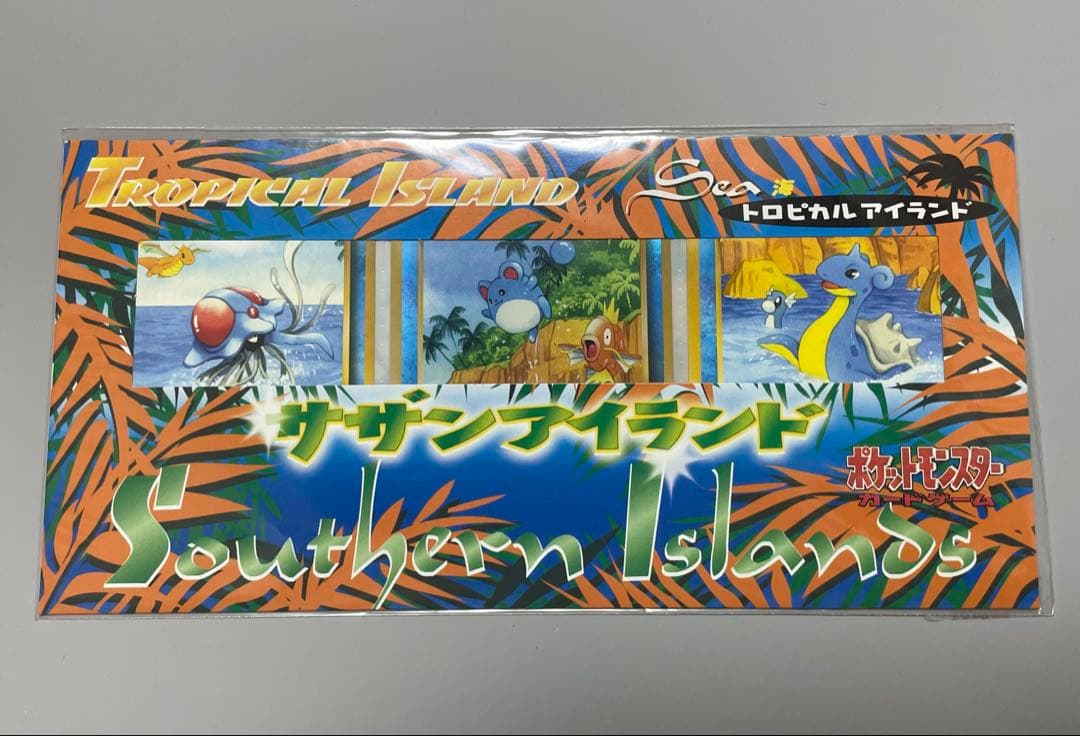 TROPICAL ISLAND
Sea 海
トロピカル アイランド
サザンアイランド
ポケットモンスター
カードゲーム
Southern Islands